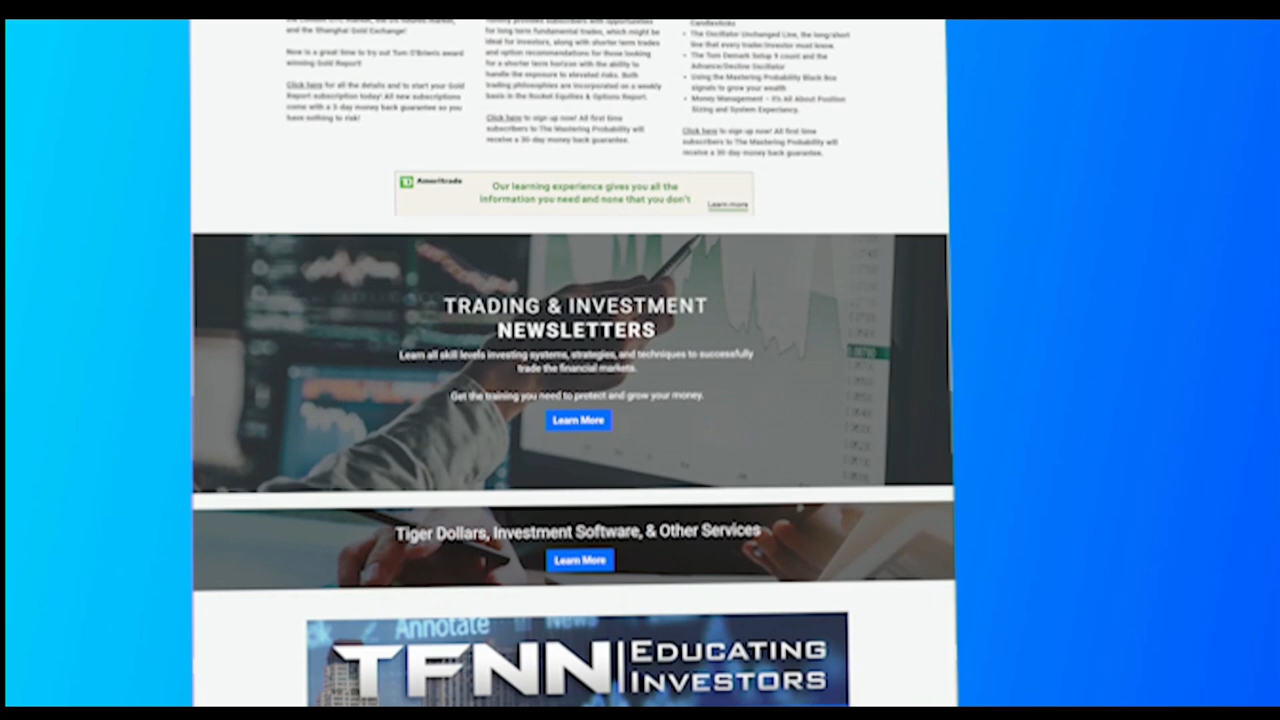 and the Shanghai Gold Exchange!
Now is a great time to try out Tom O'Brien's award
winning Gold Report!
Click here for all the details and to start your Gold
Report subscription today! All new subscriptions
come with a 3-day money back guarantee so you
have nothing to risk!
for long term fundamental trades, which might be
ideal for investors, along with shorter term trades
and option recommendations for those looking
for a shorter term horizon with the ability to
handle the exposure to elevated risks. Both
trading philosophies are incorporated on a weekly
basis in the Rocket Equities & Options Report.
Click here to sign up now! All first time
subscribers to The Mastering Probability will
receive a 30-day money back guarantee.
Candlesticks
• The Oscillator Unchanged Line, the long/short
line that every trader/investor must know.
• The Tom Demark Setup 9 count and the
Advance/Decline Oscillator
• Using the Mastering Probability Black Box
signals to grow your wealth
• Money Management – It's All About Position
Sizing and System Expectancy.
Click here to sign up now! All first time
subscribers to The Mastering Probability will
receive a 30-day money back guarantee.
TD Ameritrade
Our learning experience gives you all the
information you need and none that you don't
Learn more
TRADING & INVESTMENT
NEWSLETTERS
Learn all skill levels investing systems, strategies, and techniques to successfully
trade the financial markets.
Get the training you need to protect and grow your money.
Learn More
Tiger Dollars, Investment Software, & Other Services
Learn More
Annotate
News
TFNN
EDUCATING
INVESTORS